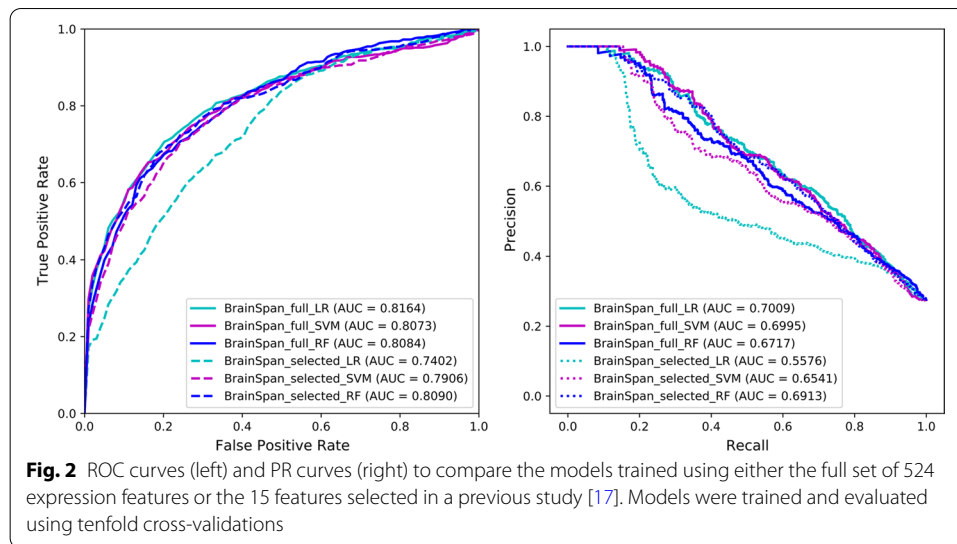 1.0
0.8
0.6
0.4
0.2
0.0
True Positive Rate
0.0 0.2 0.4 0.6 0.8 1.0
False Positive Rate
BrainSpan_full_LR (AUC = 0.8164)
BrainSpan_full_SVM (AUC = 0.8073)
BrainSpan_full_RF (AUC = 0.8084)
BrainSpan_selected_LR (AUC = 0.7402)
BrainSpan_selected_SVM (AUC = 0.7906)
BrainSpan_selected_RF (AUC = 0.8090)
1.0
0.8
0.6
0.4
0.2
0.0
Precision
0.0 0.2 0.4 0.6 0.8 1.0
Recall
BrainSpan_full_LR (AUC = 0.7009)
BrainSpan_full_SVM (AUC = 0.6995)
BrainSpan_full_RF (AUC = 0.6717)
BrainSpan_selected_LR (AUC = 0.5576)
BrainSpan_selected_SVM (AUC = 0.6541)
BrainSpan_selected_RF (AUC = 0.6913)
Fig. 2 ROC curves (left) and PR curves (right) to compare the models trained using either the full set of 524
expression features or the 15 features selected in a previous study [17]. Models were trained and evaluated
using tenfold cross-validations